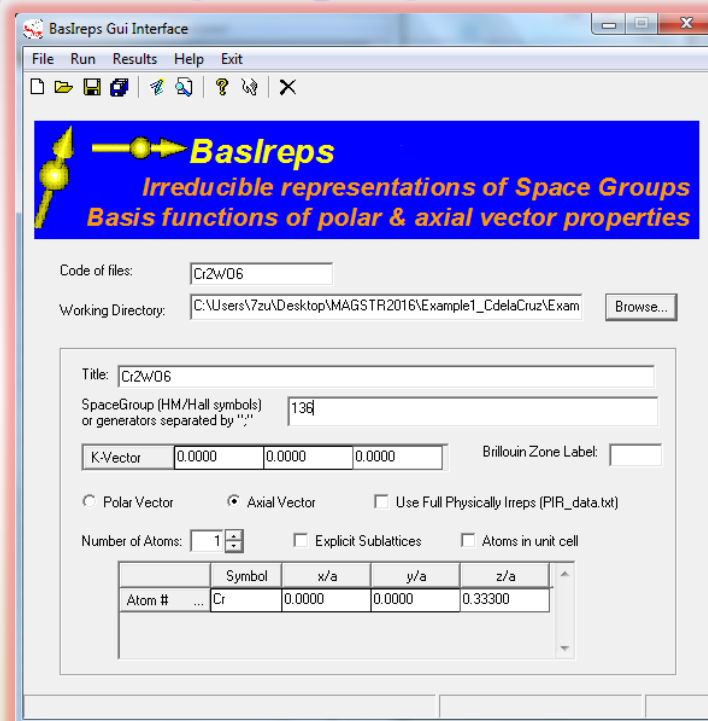 BasIreps Gui Interface
File Run Results Help Exit
BasIreps
Irreducible representations of Space Groups
Basis functions of polar & axial vector properties
Code of files: Cr2WO6
Working Directory: C:\Users\7zu\Desktop\MAGSTR2016\Example1_CdelaCruz\Exam Browse...
Title: Cr2WO6
SpaceGroup (HM/Hall symbols) 136
or generators separated by ";"
K-Vector 0.0000 0.0000 0.0000 Brillouin Zone Label:
Polar Vector Axial Vector Use Full Physically Irreps (PIR_data.txt)
Number of Atoms: 1 Explicit Sublattices Atoms in unit cell
Symbol x/a y/a z/a
Atom # ... Cr 0.0000 0.0000 0.33300